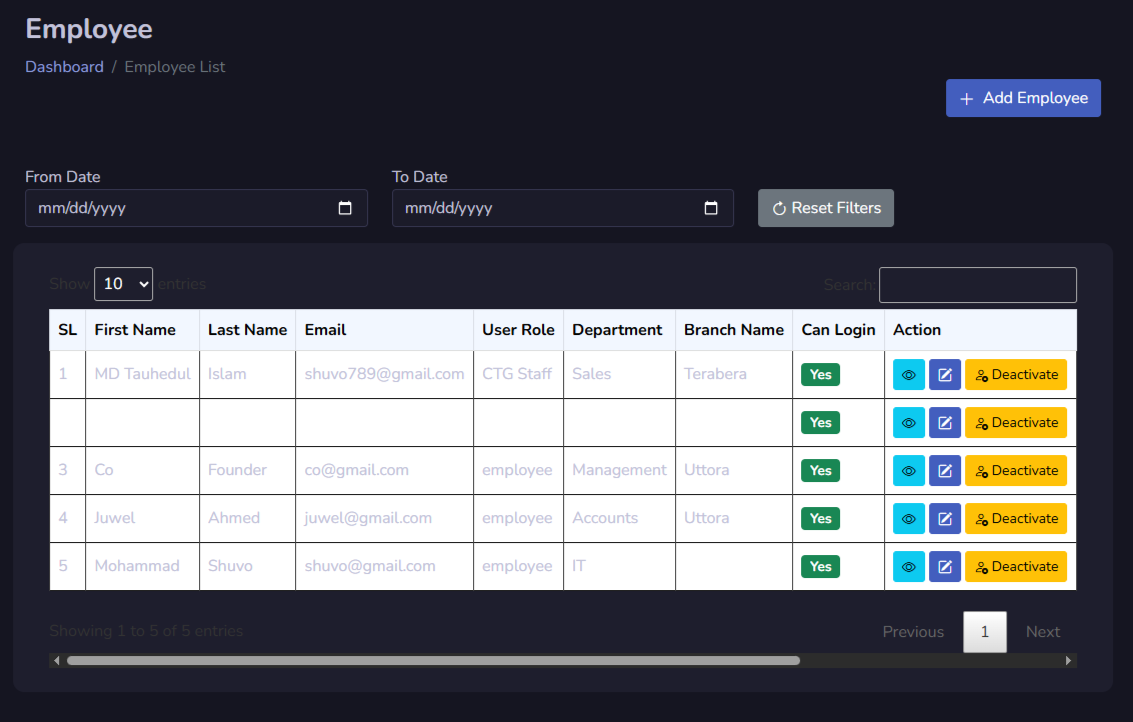 Employee
Dashboard / Employee List
+ Add Employee
From Date
To Date
mm/dd/yyyy
mm/dd/yyyy
Reset Filters
Show 10 entries
Search:
SL First Name Last Name Email User Role Department Branch Name Can Login Action
1 MD Tauhedul Islam shuvo789@gmail.com CTG Staff Sales Terabera Yes Deactivate
Yes Deactivate
3 Co Founder co@gmail.com employee Management Uttora Yes Deactivate
4 Juwel Ahmed juwel@gmail.com employee Accounts Uttora Yes Deactivate
5 Mohammad Shuvo shuvo@gmail.com employee IT Yes Deactivate
Showing 1 to 5 of 5 entries
Previous 1 Next